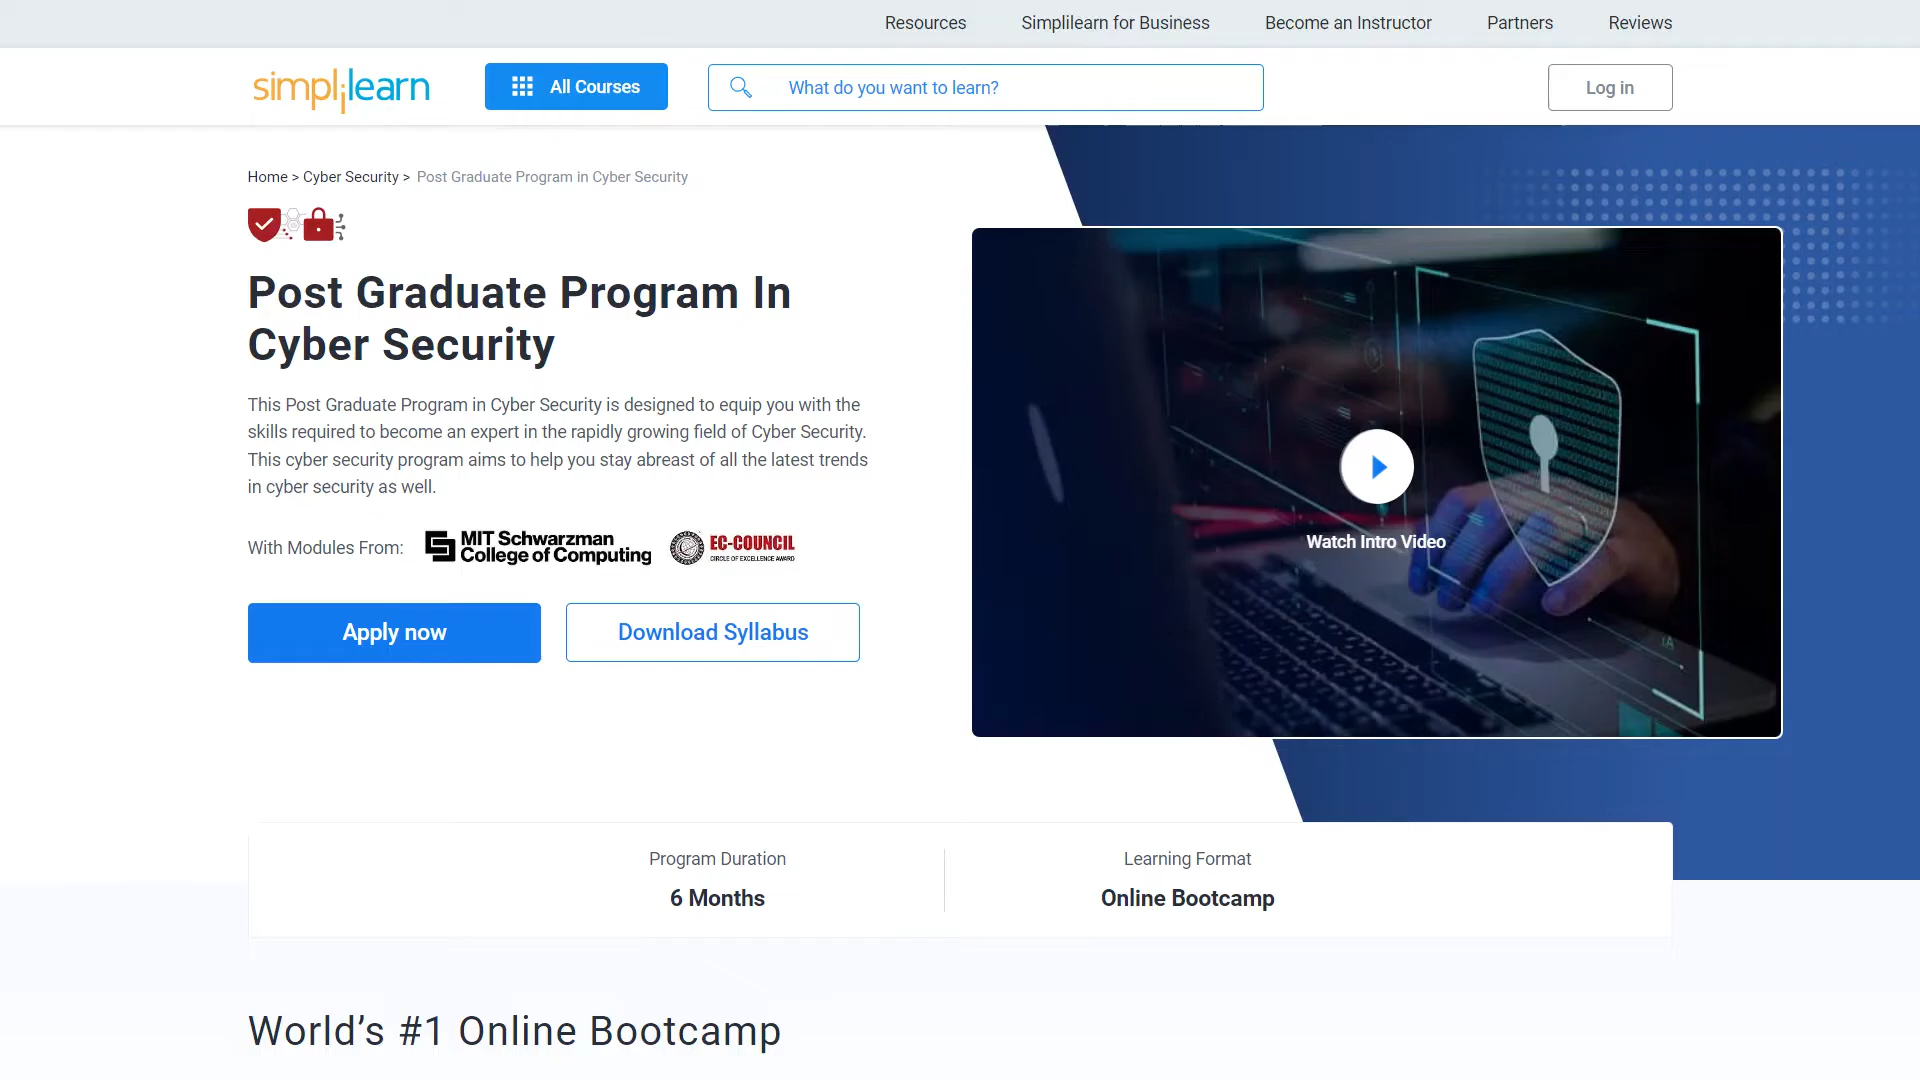 Resources Simplilearn for Business Become an Instructor Partners Reviews
simplilearn All Courses What do you want to learn? Log in
Home > Cyber Security > Post Graduate Program in Cyber Security
Post Graduate Program In
Cyber Security
This Post Graduate Program in Cyber Security is designed to equip you with the
skills required to become an expert in the rapidly growing field of Cyber Security.
This cyber security program aims to help you stay abreast of all the latest trends
in cyber security as well.
With Modules From:
MIT Schwarzman
College of Computing
EC-COUNCIL
CIRCLE OF EXCELLENCE AWARD
Apply now Download Syllabus
Watch Intro Video
Program Duration
6 Months
Learning Format
Online Bootcamp
World’s #1 Online Bootcamp